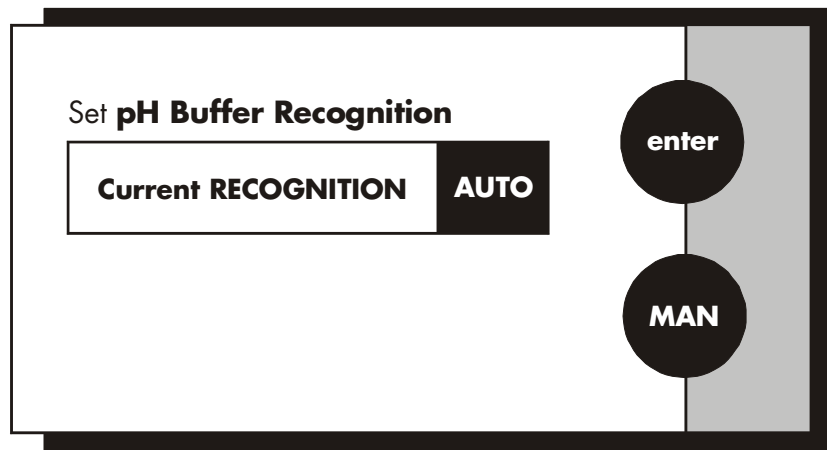 Set pH Buffer Recognition
Current RECOGNITION AUTO
enter
MAN